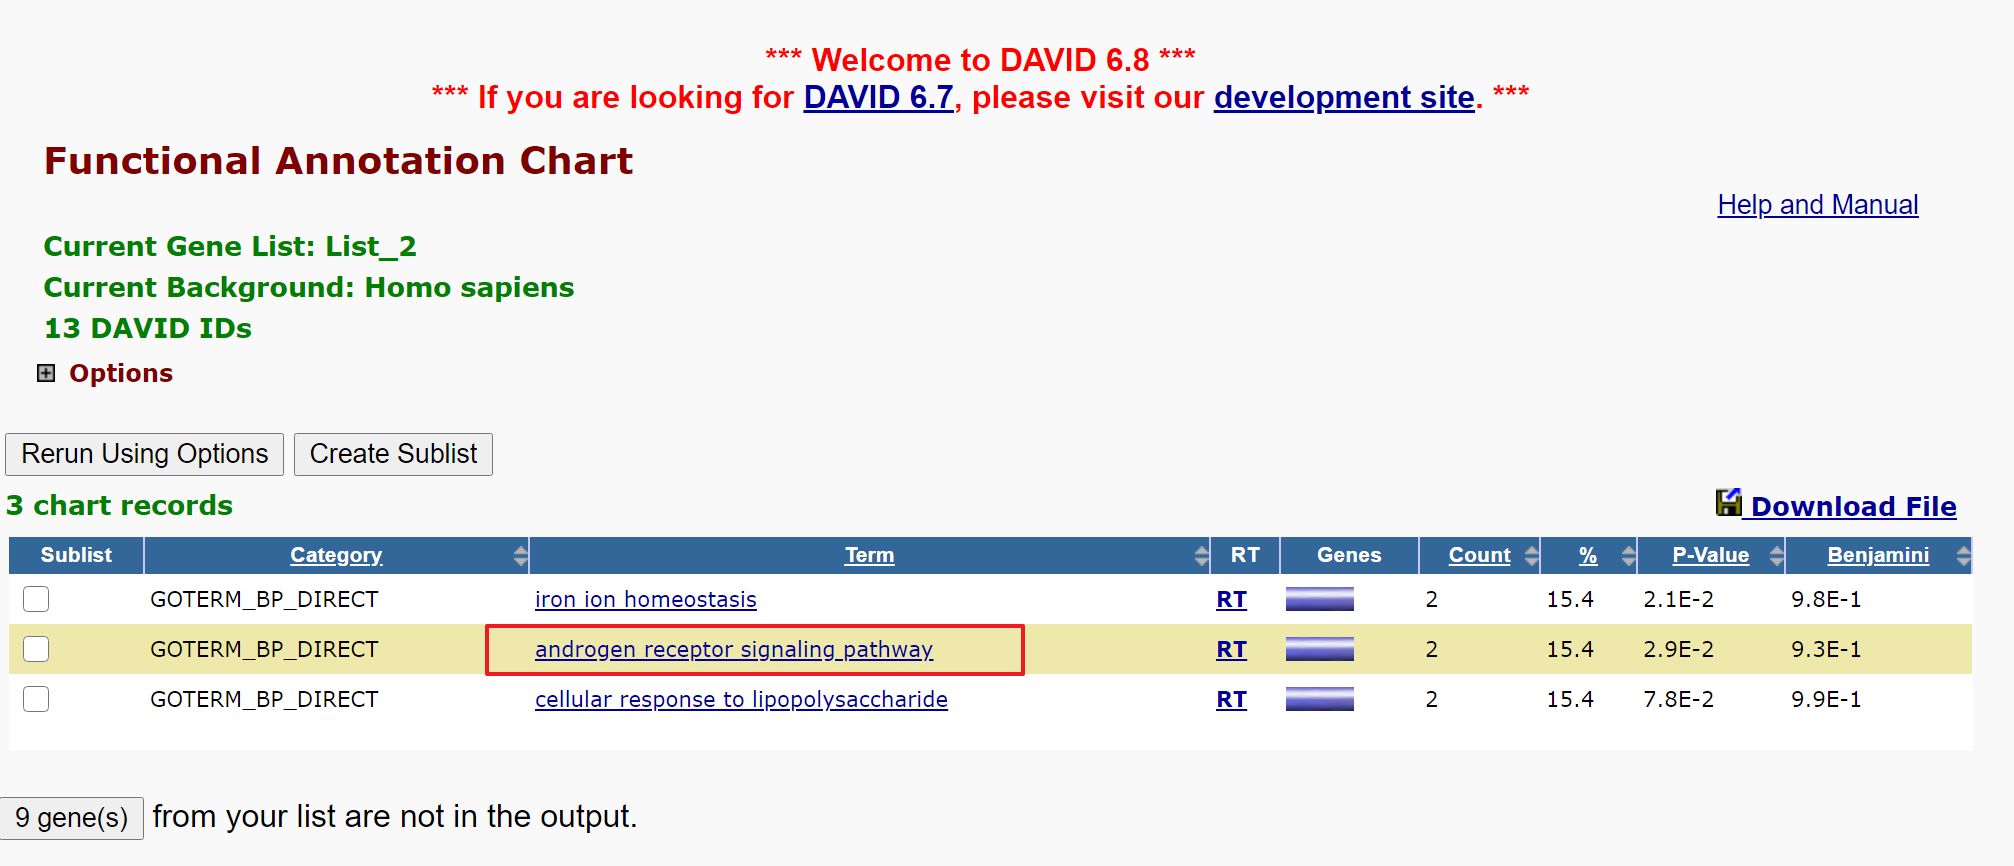 *** Welcome to DAVID 6.8 ***
*** If you are looking for DAVID 6.7, please visit our development site. ***
Functional Annotation Chart
Help and Manual
Current Gene List: List_2
Current Background: Homo sapiens
13 DAVID IDs
Options
Rerun Using Options Create Sublist
3 chart records Download File
Sublist Category Term RT Genes Count % P-Value Benjamini
GOTERM_BP_DIRECT iron ion homeostasis RT 2 15.4 2.1E-2 9.8E-1
GOTERM_BP_DIRECT androgen receptor signaling pathway RT 2 15.4 2.9E-2 9.3E-1
GOTERM_BP_DIRECT cellular response to lipopolysaccharide RT 2 15.4 7.8E-2 9.9E-1
9 gene(s) from your list are not in the output.